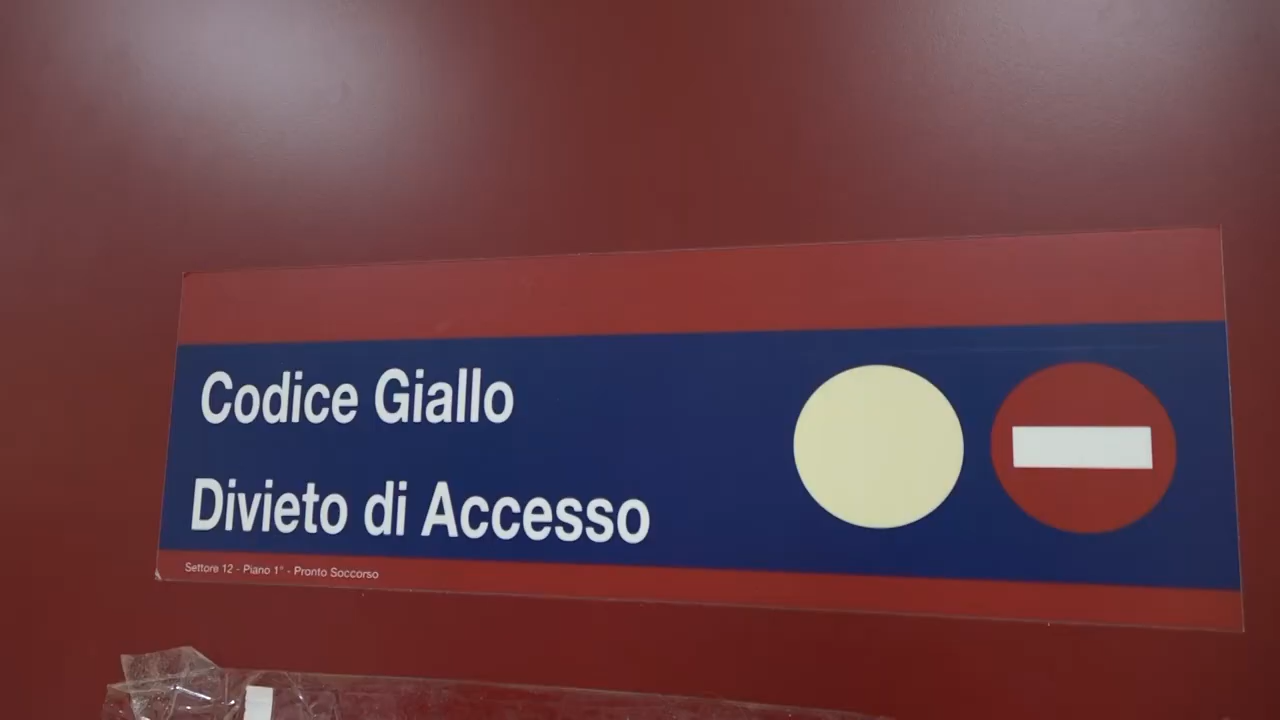 Codice Giallo
Divieto di Accesso
Settore 12 - Piano 1° - Pronto Soccorso